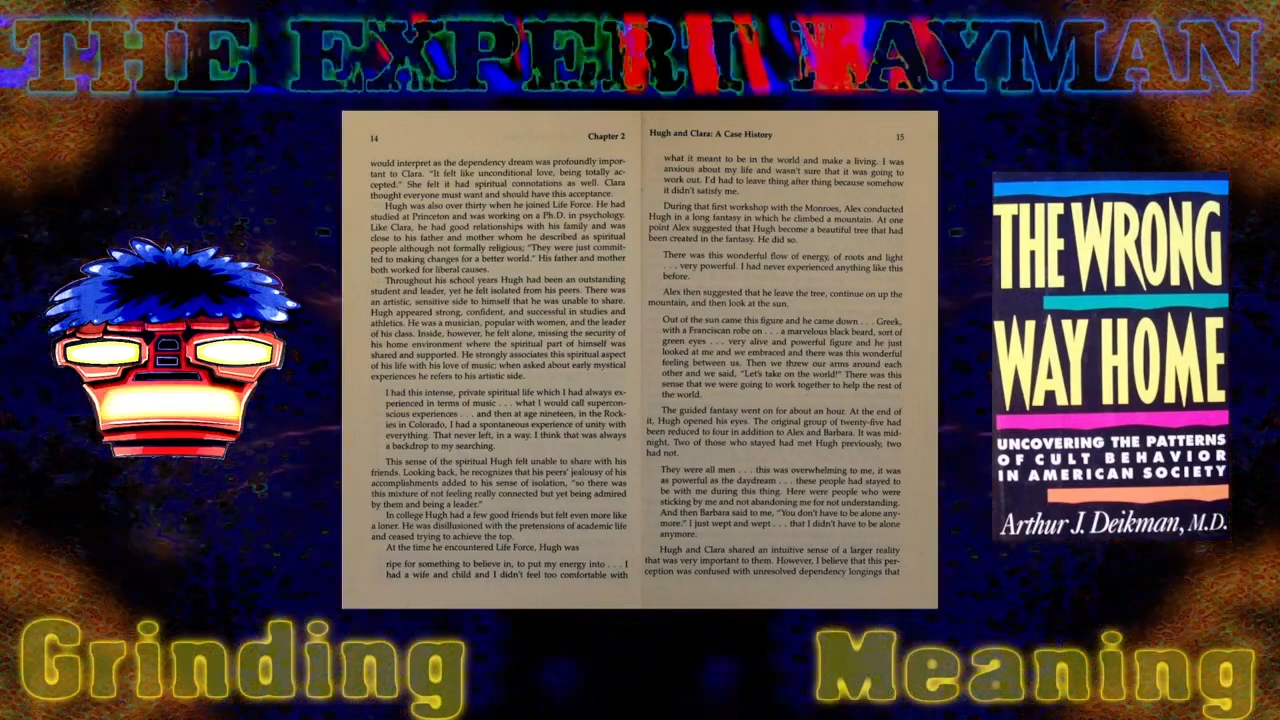 THE EXPERT LAYMAN
14 Chapter 2
would interpret as the dependency dream was profoundly impor-
tant to Clara. "It felt like unconditional love, being totally ac-
cepted." She felt it had spiritual connotations as well. Clara
thought everyone must want and should have this acceptance.
Hugh was also over thirty when he joined Life Force. He had
studied at Princeton and was working on a Ph.D. in psychology.
Like Clara, he had good relationships with his family and was
close to his father and mother whom he described as spiritual
people although not formally religious; "They were just commit-
ted to making changes for a better world." His father and mother
both worked for liberal causes.
Throughout his school years Hugh had been an outstanding
student and leader, yet he felt isolated from his peers. There was
an artistic, sensitive side to himself that he was unable to share.
Hugh appeared strong, confident, and successful in studies and
athletics. He was a musician, popular with women, and the leader
of his class. Inside, however, he felt alone, missing the security of
his home environment where the spiritual part of himself was
shared and supported. He strongly associates this spiritual aspect
of his life with his love of music; when asked about early mystical
experiences he refers to his artistic side.
I had this intense, private spiritual life which I had always ex-
perienced in terms of music . . . what I would call supercon-
scious experiences . . . and then at age nineteen, in the Rock-
ies in Colorado, I had a spontaneous experience of unity with
everything. That never left, in a way. I think that was always
a backdrop to my searching.
This sense of the spiritual Hugh felt unable to share with his
friends. Looking back, he recognizes that his peers' jealousy of his
accomplishments added to his sense of isolation, "so there was
this mixture of not feeling really connected but yet being admired
by them and being a leader."
In college Hugh had a few good friends but felt even more like
a loner. He was disillusioned with the pretensions of academic life
and ceased trying to achieve the top.
At the time he encountered Life Force, Hugh was
ripe for something to believe in, to put my energy into . . . I
had a wife and child and I didn't feel too comfortable with
Hugh and Clara: A Case History 15
what it meant to be in the world and make a living. I was
anxious about my life and wasn't sure that it was going to
work out. I'd had to leave thing after thing because somehow
it didn't satisfy me.
During that first workshop with the Monroes, Alex conducted
Hugh in a long fantasy in which he climbed a mountain. At one
point Alex suggested that Hugh become a beautiful tree that had
been created in the fantasy. He did so.
There was this wonderful flow of energy, of roots and light
. . . very powerful. I had never experienced anything like this
before.
Alex then suggested that he leave the tree, continue on up the
mountain, and then look at the sun.
Out of the sun came this figure and he came down . . . Greek,
with a Franciscan robe on . . . a marvelous black beard, sort of
green eyes . . . very alive and powerful figure and he just
looked at me and we embraced and there was this wonderful
feeling between us. Then we threw our arms around each
other and we said, "Let's take on the world!" There was this
sense that we were going to work together to help the rest of
the world.
The guided fantasy went on for about an hour. At the end of
it, Hugh opened his eyes. The original group of twenty-five had
been reduced to four in addition to Alex and Barbara. It was mid-
night. Two of those who stayed had met Hugh previously, two
had not.
They were all men . . . this was overwhelming to me, it was
as powerful as the daydream . . . these people had stayed to
be with me during this thing. Here were people who were
sticking by me and not abandoning me for not understanding.
And then Barbara said to me, "You don't have to be alone any-
more." I just wept and wept . . . that I didn't have to be alone
anymore.
Hugh and Clara shared an intuitive sense of a larger reality
that was very important to them. However, I believe that this per-
ception was confused with unresolved dependency longings that
THE WRONG
WAY HOME
UNCOVERING THE PATTERNS
OF CULT BEHAVIOR
IN AMERICAN SOCIETY
Arthur J. Deikman, M.D.
Grinding Meaning